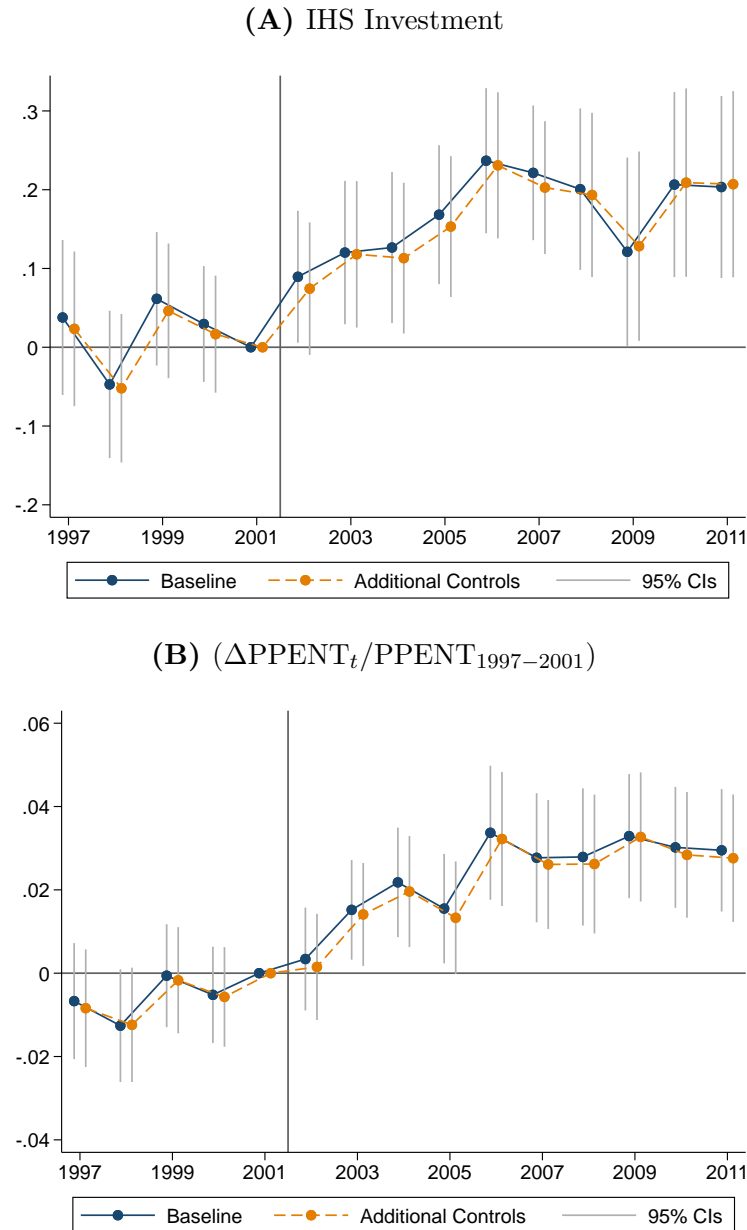 (A) IHS Investment
.3
.2
.1
0
-.1
-.2
1997 1999 2001 2003 2005 2007 2009 2011
Baseline Additional Controls 95% CIs
(B) (ΔPPENTₜ/PPENT₁₉₉₇₋₂₀₀₁)
.06
.04
.02
0
-.02
-.04
1997 1999 2001 2003 2005 2007 2009 2011
Baseline Additional Controls 95% CIs